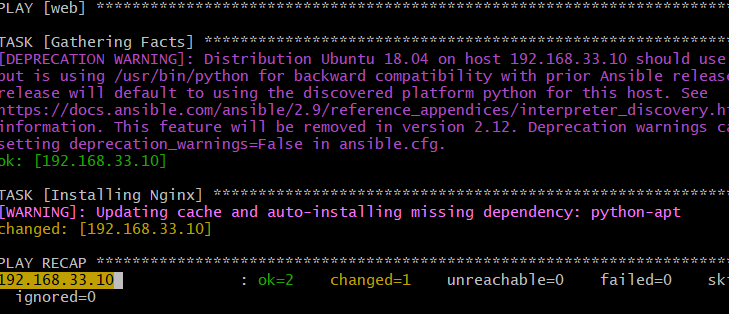 PLAY [web] **********************************************************************
TASK [Gathering Facts] **********************************************************
[DEPRECATION WARNING]: Distribution Ubuntu 18.04 on host 192.168.33.10 should use
but is using /usr/bin/python for backward compatibility with prior Ansible releas
release will default to using the discovered platform python for this host. See
https://docs.ansible.com/ansible/2.9/reference_appendices/interpreter_discovery.h
information. This feature will be removed in version 2.12. Deprecation warnings ca
setting deprecation_warnings=False in ansible.cfg.
ok: [192.168.33.10]
TASK [Installing Nginx] *********************************************************
[WARNING]: Updating cache and auto-installing missing dependency: python-apt
changed: [192.168.33.10]
PLAY RECAP **********************************************************************
192.168.33.10 : ok=2 changed=1 unreachable=0 failed=0 ski
ignored=0